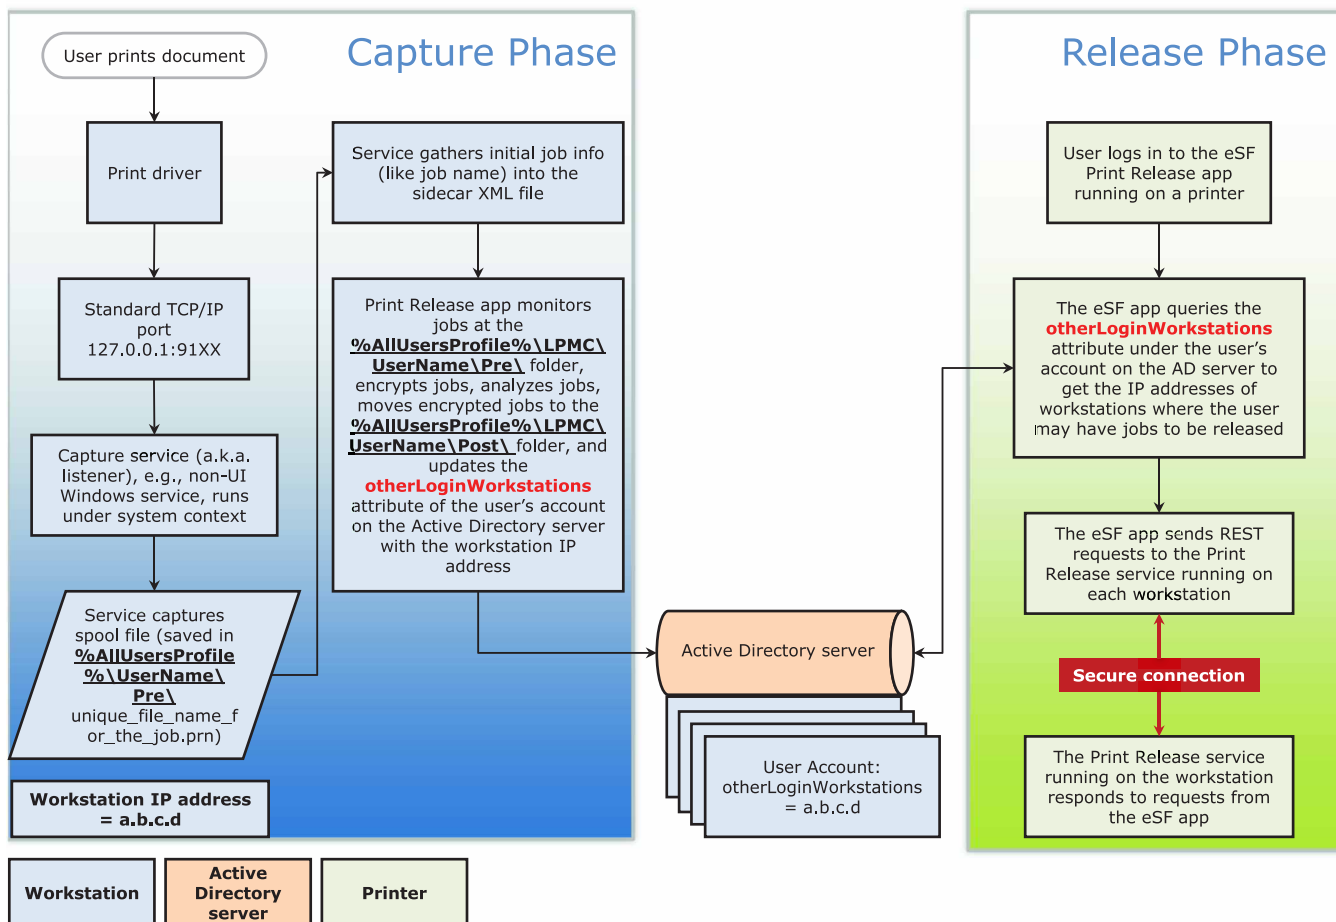 Capture Phase
User prints document
Print driver
Standard TCP/IP
port
127.0.0.1:91XX
Capture service (a.k.a.
listener), e.g., non-UI
Windows service, runs
under system context
Service captures
spool file (saved in
%AllUsersProfile
%\UserName\
Pre\
unique_file_name_f
or_the_job.prn)
Workstation IP address
= a.b.c.d
Service gathers initial job info
(like job name) into the
sidecar XML file
Print Release app monitors
jobs at the
%AllUsersProfile%\LPMC\
UserName\Pre\ folder,
encrypts jobs, analyzes jobs,
moves encrypted jobs to the
%AllUsersProfile%\LPMC\
UserName\Post\ folder, and
updates the
otherLoginWorkstations
attribute of the user's account
on the Active Directory server
with the workstation IP
address
Active Directory server
User Account:
otherLoginWorkstations
= a.b.c.d
Release Phase
User logs in to the eSF
Print Release app
running on a printer
The eSF app queries the
otherLoginWorkstations
attribute under the user's
account on the AD server to
get the IP addresses of
workstations where the user
may have jobs to be released
The eSF app sends REST
requests to the Print
Release service running on
each workstation
Secure connection
The Print Release service
running on the workstation
responds to requests from
the eSF app
Workstation
Active
Directory
server
Printer